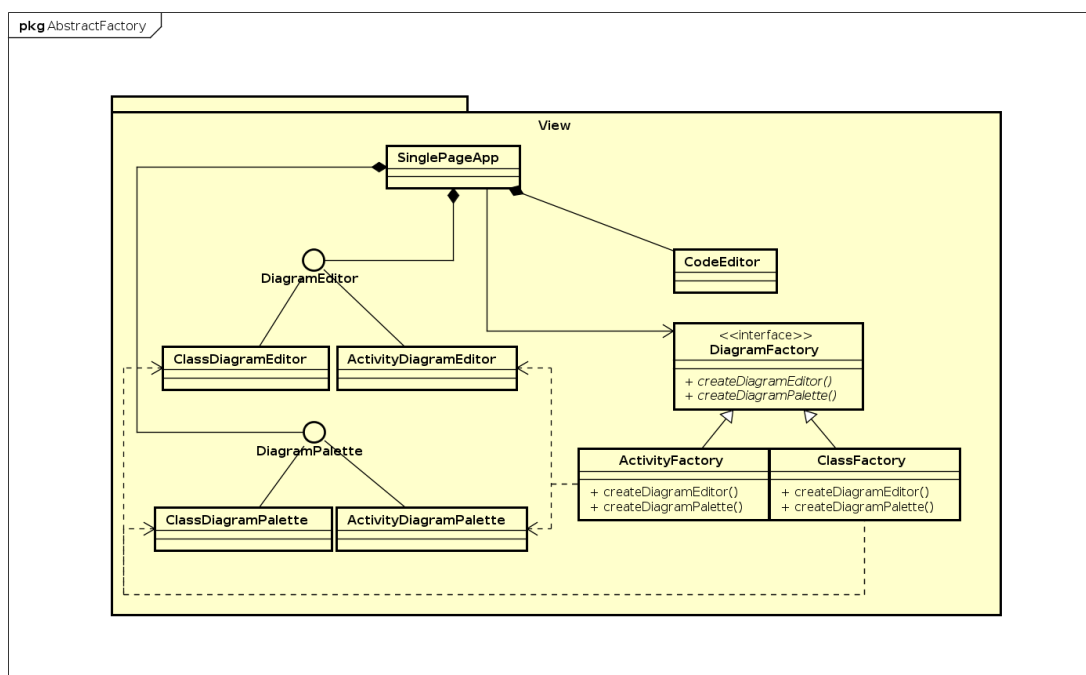 pkg AbstractFactory
View
SinglePageApp
DiagramEditor
CodeEditor
<<interface>>
DiagramFactory
+ createDiagramEditor()
+ createDiagramPalette()
ClassDiagramEditor
ActivityDiagramEditor
DiagramPalette
ActivityFactory
+ createDiagramEditor()
+ createDiagramPalette()
ClassFactory
+ createDiagramEditor()
+ createDiagramPalette()
ClassDiagramPalette
ActivityDiagramPalette